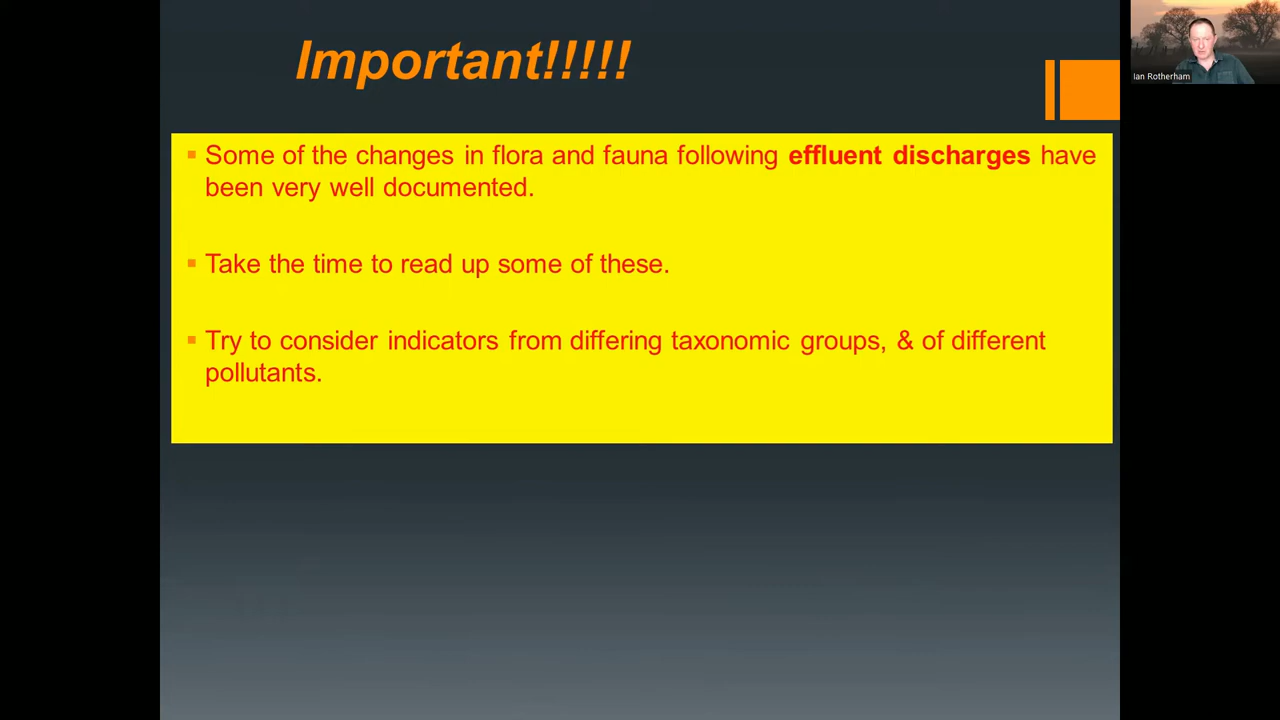 Important!!!!!
Ian Rotherham
Some of the changes in flora and fauna following effluent discharges have
been very well documented.
Take the time to read up some of these.
Try to consider indicators from differing taxonomic groups, & of different
pollutants.